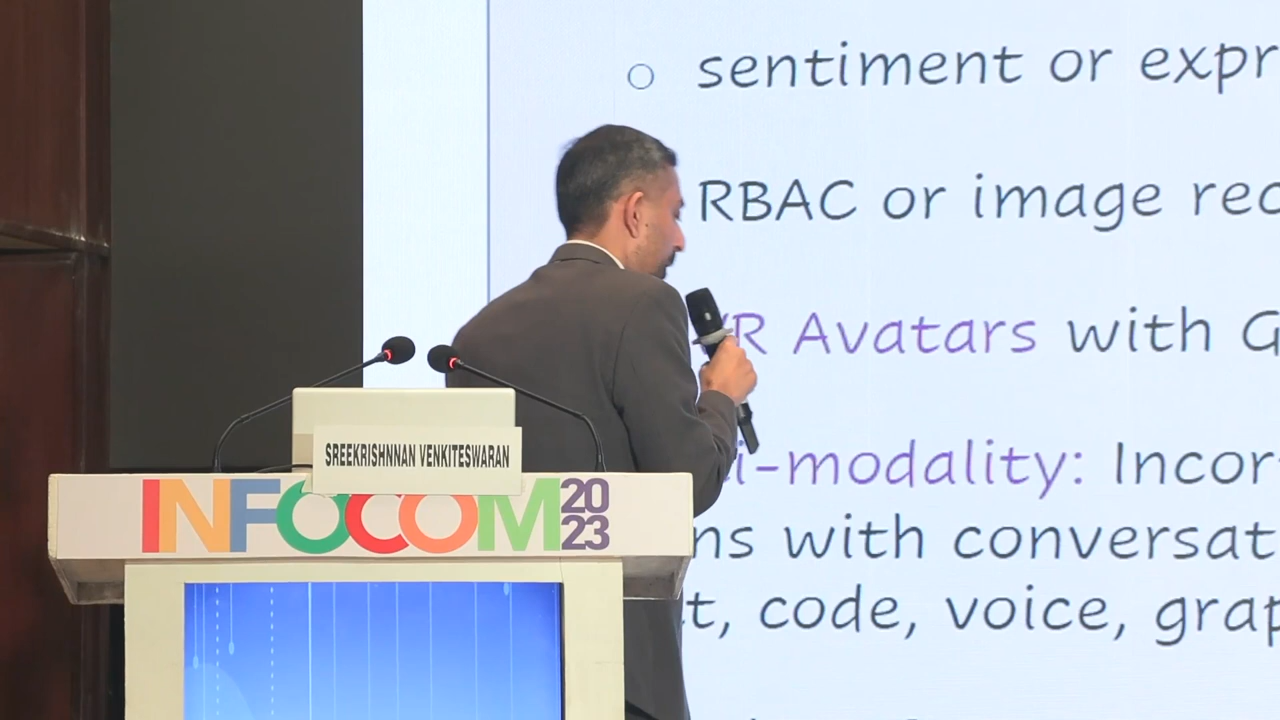 sentiment or expr
RBAC or image rec
VR Avatars with G
i-modality: Incor
ns with conversat
t, code, voice, grap
SREEKRISHNNAN VENKITESWARAN
INFOCOM 2023